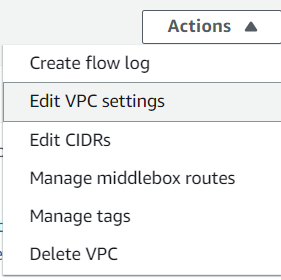 Actions
Create flow log
Edit VPC settings
Edit CIDRs
Manage middlebox routes
Manage tags
Delete VPC